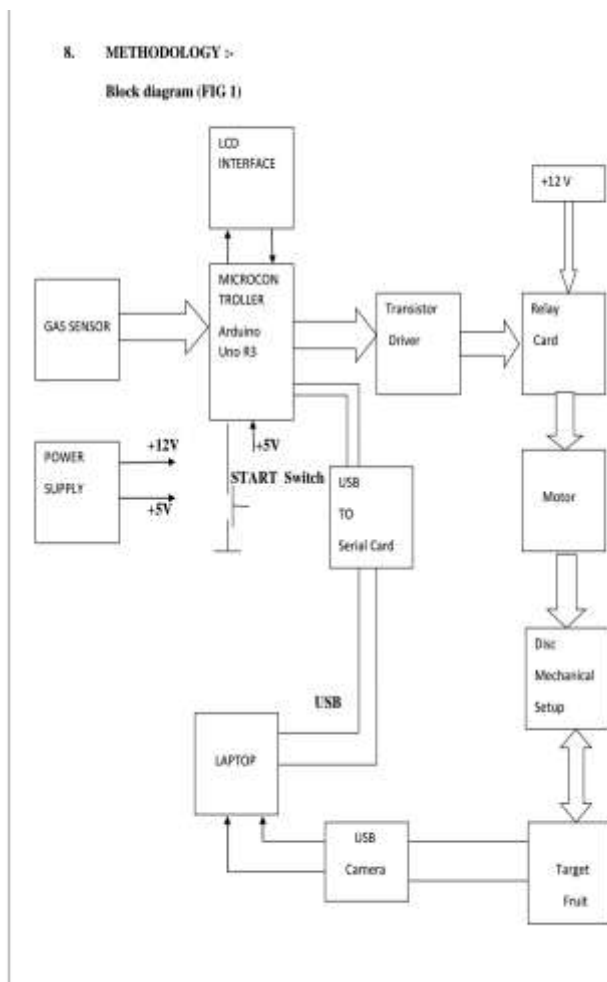 8. METHODOLOGY :-
Block diagram (FIG 1)
LCD
INTERFACE
+12 V
GAS SENSOR
MICROCON
TROLLER
Arduino
Uno R3
Transistor
Driver
Relay
Card
POWER
SUPPLY
+12V
+5V
+5V
START Switch
USB
TO
Serial Card
Motor
Disc
Mechanical
Setup
USB
LAPTOP
USB
Camera
Target
Fruit